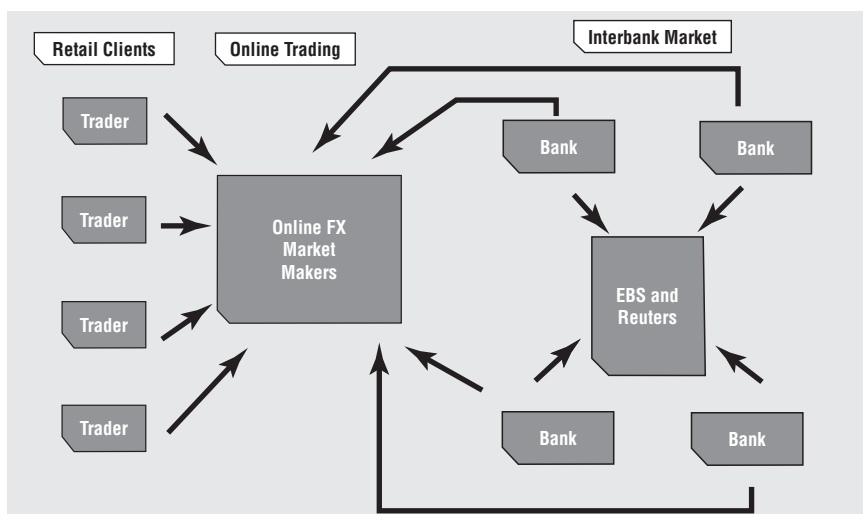 Retail Clients
Online Trading
Interbank Market
Trader
Trader
Trader
Trader
Online FX
Market
Makers
Bank
Bank
EBS and
Reuters
Bank
Bank